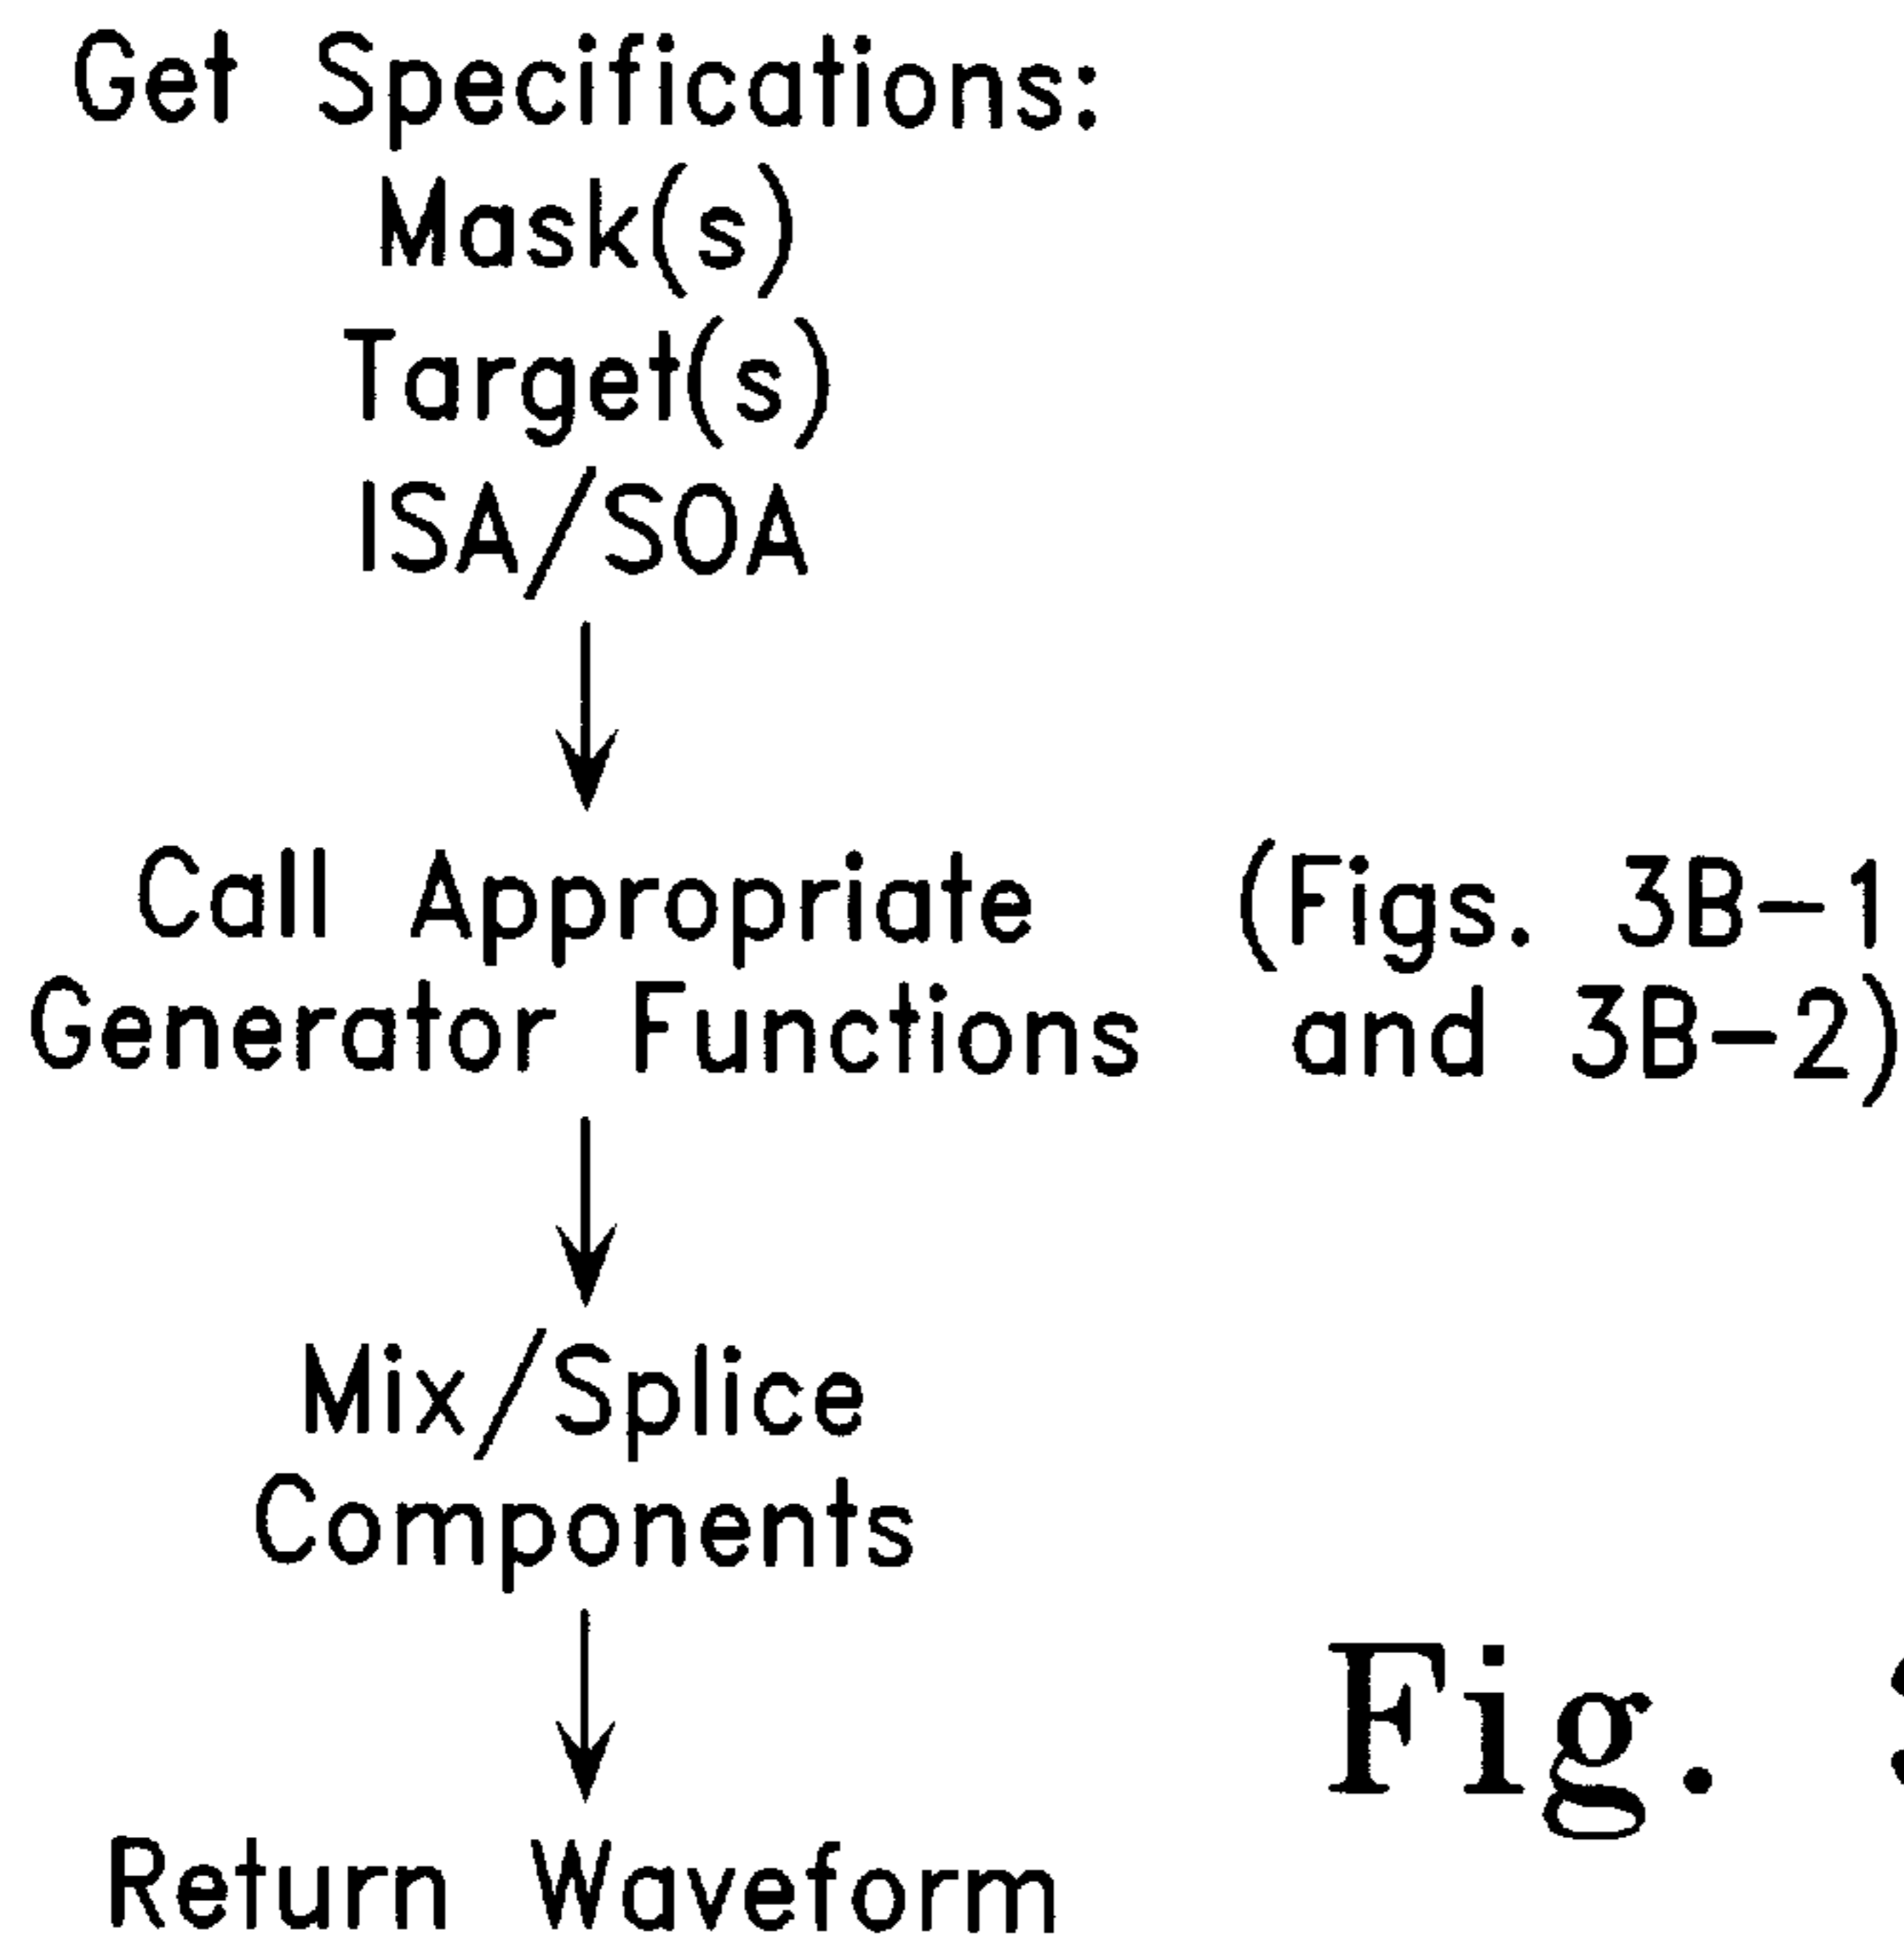 Get Specifications:
Mask(s)
Target(s)
ISA/SOA
Call Appropriate (Figs. 3B-1
Generator Functions and 3B-2)
Mix/Splice
Components
Fig.
Return Waveform